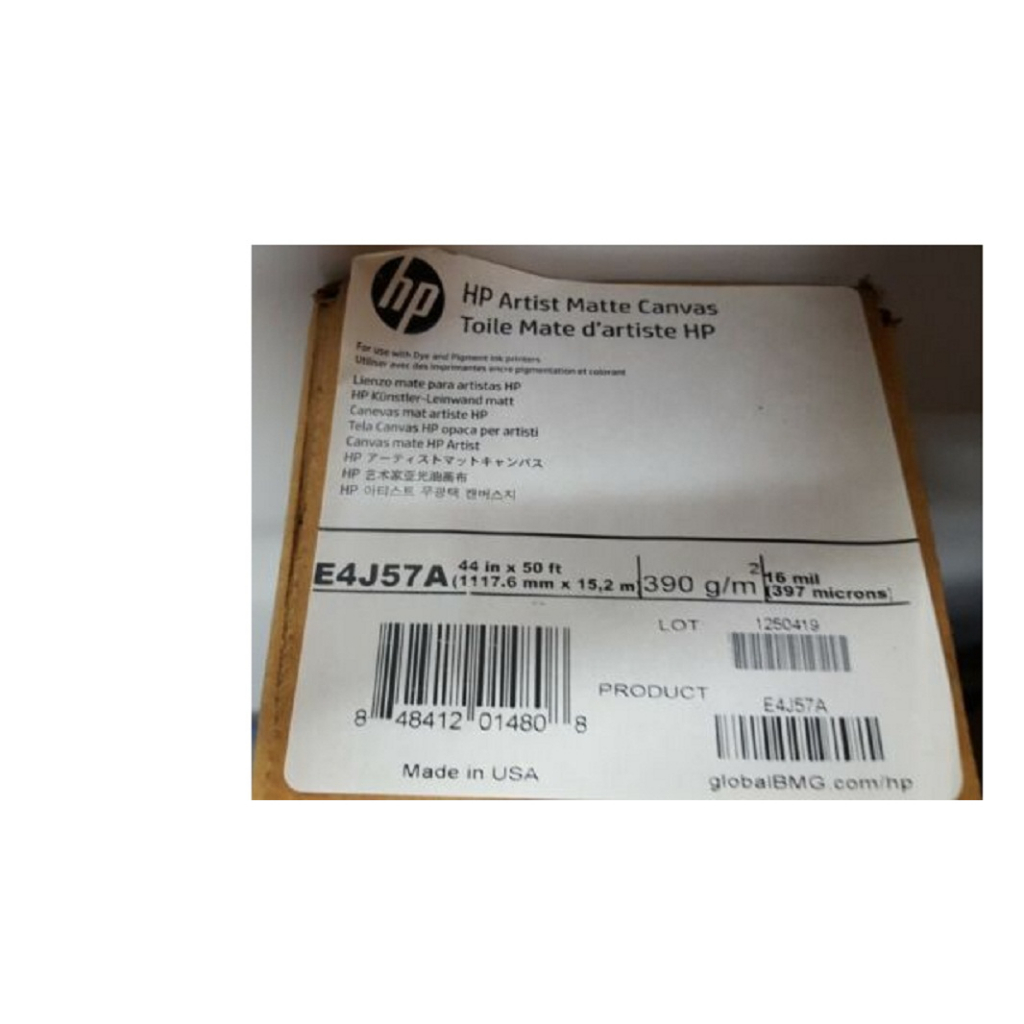 hp
HP Artist Matte Canvas
Toile Mate d'artiste HP
For use with Dye and Pigment ink printers
Utiliser avec des imprimantes encre pigmentation et colorant
Lienzo mate para artistas HP
HP Künstler-Leinwand matt
Canevas mat artiste HP
Tela Canvas HP opaca per artisti
Canvas mate HP Artist
HP アーティストマットキャンバス
HP 艺术家亚光油画布
HP 아티스트 무광택 캔버스지
E4J57A 44 in x 50 ft (1117.6 mm x 15,2 m 390 g/m² 16 mil (397 microns)
LOT 1250419
PRODUCT E4J57A
8 48412 01480 8
Made in USA
globalBMG.com/hp